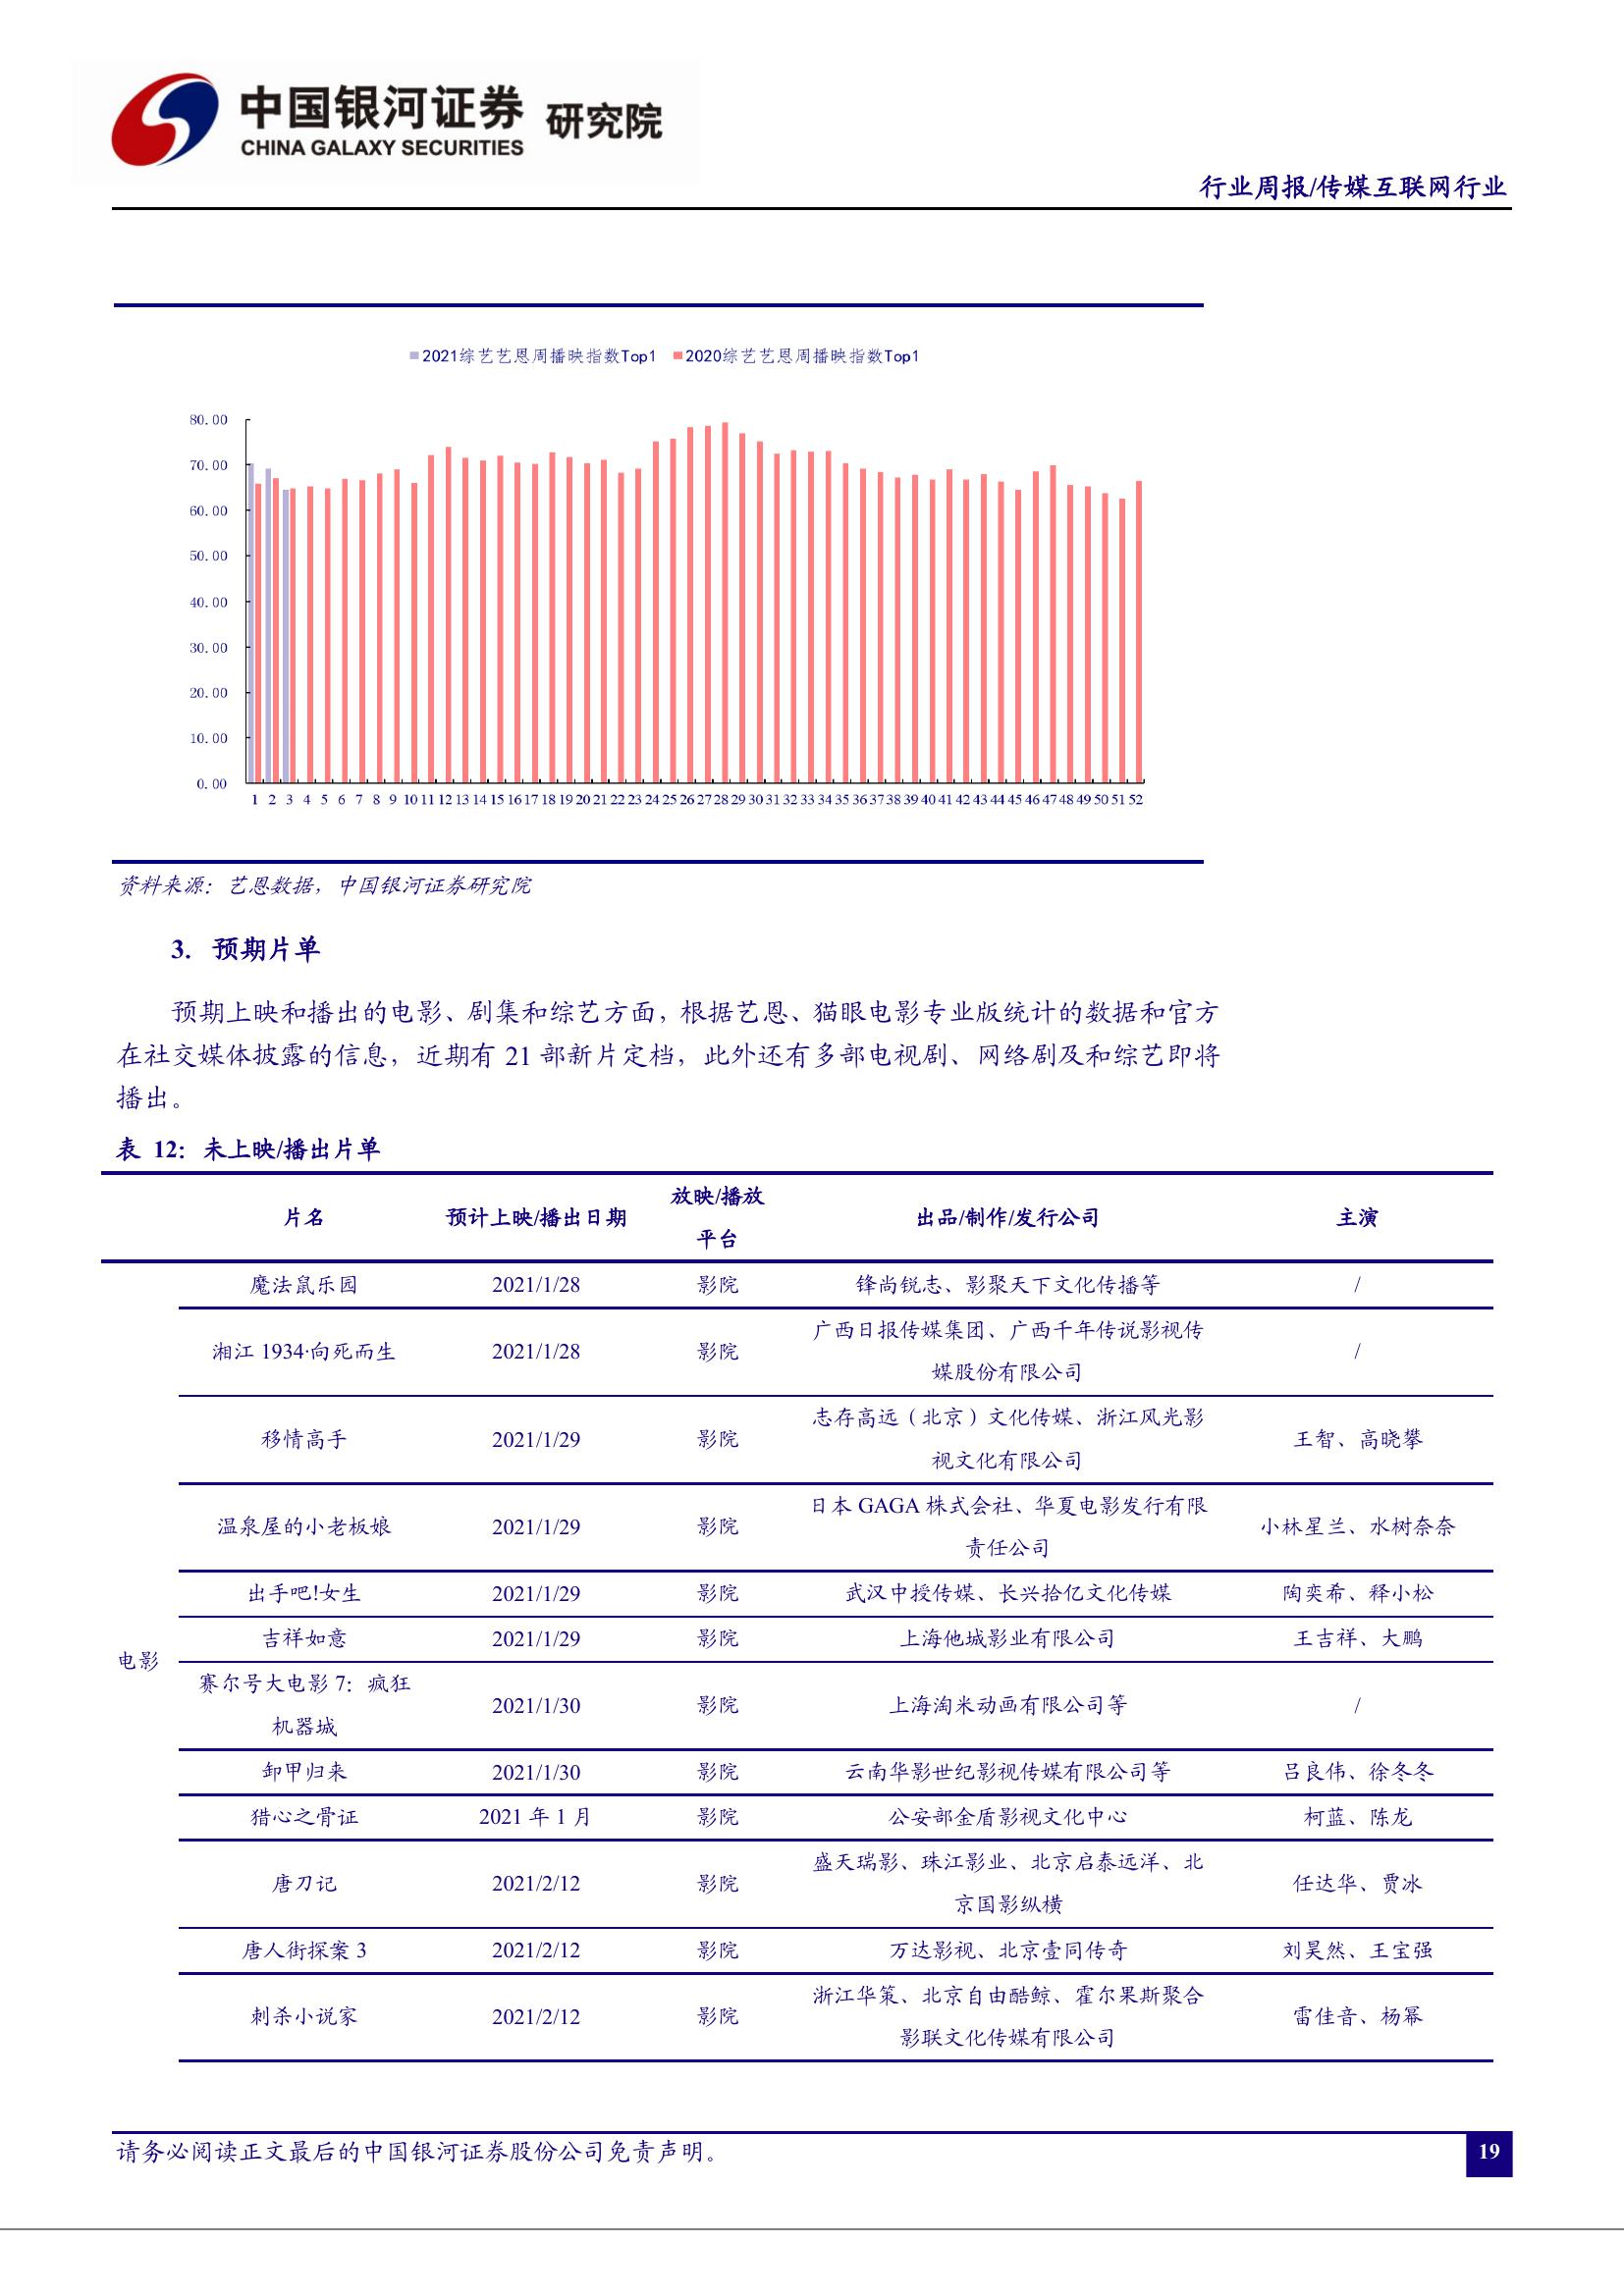 中国银河证券 研究院
CHINA GALAXY SECURITIES
行业周报/传媒互联网行业
2021综艺艺恩周播映指数Top1 2020综艺艺恩周播映指数Top1
80.00
70.00
60.00
50.00
40.00
30.00
20.00
10.00
0.00
1 2 3 4 5 6 7 8 9 10 11 12 13 14 15 16 17 18 19 20 21 22 23 24 25 26 27 28 29 30 31 32 33 34 35 36 37 38 39 40 41 42 43 44 45 46 47 48 49 50 51 52
资料来源：艺恩数据，中国银河证券研究院
3. 预期片单
预期上映和播出的电影、剧集和综艺方面，根据艺恩、猫眼电影专业版统计的数据和官方
在社交媒体披露的信息，近期有 21 部新片定档，此外还有多部电视剧、网络剧及和综艺即将
播出。
表 12：未上映/播出片单
片名 预计上映/播出日期 放映/播放 出品/制作/发行公司 主演
平台
魔法鼠乐园 2021/1/28 影院 锋尚锐志、影聚天下文化传播等 /
广西日报传媒集团、广西千年传说影视传
湘江 1934·向死而生 2021/1/28 影院 /
媒股份有限公司
志存高远（北京）文化传媒、浙江风光影
移情高手 2021/1/29 影院 王智、高晓攀
视文化有限公司
日本 GAGA 株式会社、华夏电影发行有限
温泉屋的小老板娘 2021/1/29 影院 小林星兰、水树奈奈
责任公司
出手吧!女生 2021/1/29 影院 武汉中授传媒、长兴拾亿文化传媒 陶奕希、释小松
吉祥如意 2021/1/29 影院 上海他城影业有限公司 王吉祥、大鹏
电影
赛尔号大电影 7：疯狂
2021/1/30 影院 上海淘米动画有限公司等 /
机器城
卸甲归来 2021/1/30 影院 云南华影世纪影视传媒有限公司等 吕良伟、徐冬冬
猎心之骨证 2021 年 1 月 影院 公安部金盾影视文化中心 柯蓝、陈龙
盛天瑞影、珠江影业、北京启泰远洋、北
唐刀记 2021/2/12 影院 任达华、贾冰
京国影纵横
唐人街探案 3 2021/2/12 影院 万达影视、北京壹同传奇 刘昊然、王宝强
浙江华策、北京自由酷鲸、霍尔果斯聚合
刺杀小说家 2021/2/12 影院 雷佳音、杨幂
影联文化传媒有限公司
请务必阅读正文最后的中国银河证券股份公司免责声明。
19